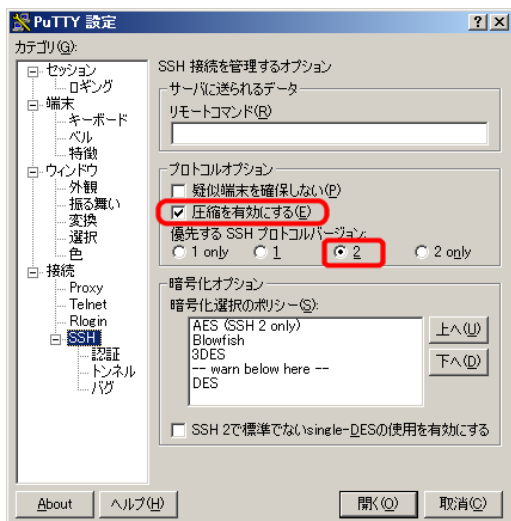 PuTTY 設定
カテゴリ(G):
セッション
ロギング
端末
キーボード
ベル
特徴
ウィンドウ
外観
振る舞い
変換
選択
色
接続
Proxy
Telnet
Rlogin
SSH
認証
トンネル
バグ
SSH 接続を管理するオプション
サーバに送られるデータ
リモートコマンド(R)
プロトコルオプション
疑似端末を確保しない(P)
圧縮を有効にする(E)
優先する SSH プロトコルバージョン:
1 only 1 2 2 only
暗号化オプション
暗号化選択のポリシー(S):
AES (SSH 2 only)
Blowfish
3DES
-- warn below here --
DES
上へ(U)
下へ(D)
SSH 2で標準でないsingle-DESの使用を有効にする
About ヘルプ(H) 開く(O) 取消(C)